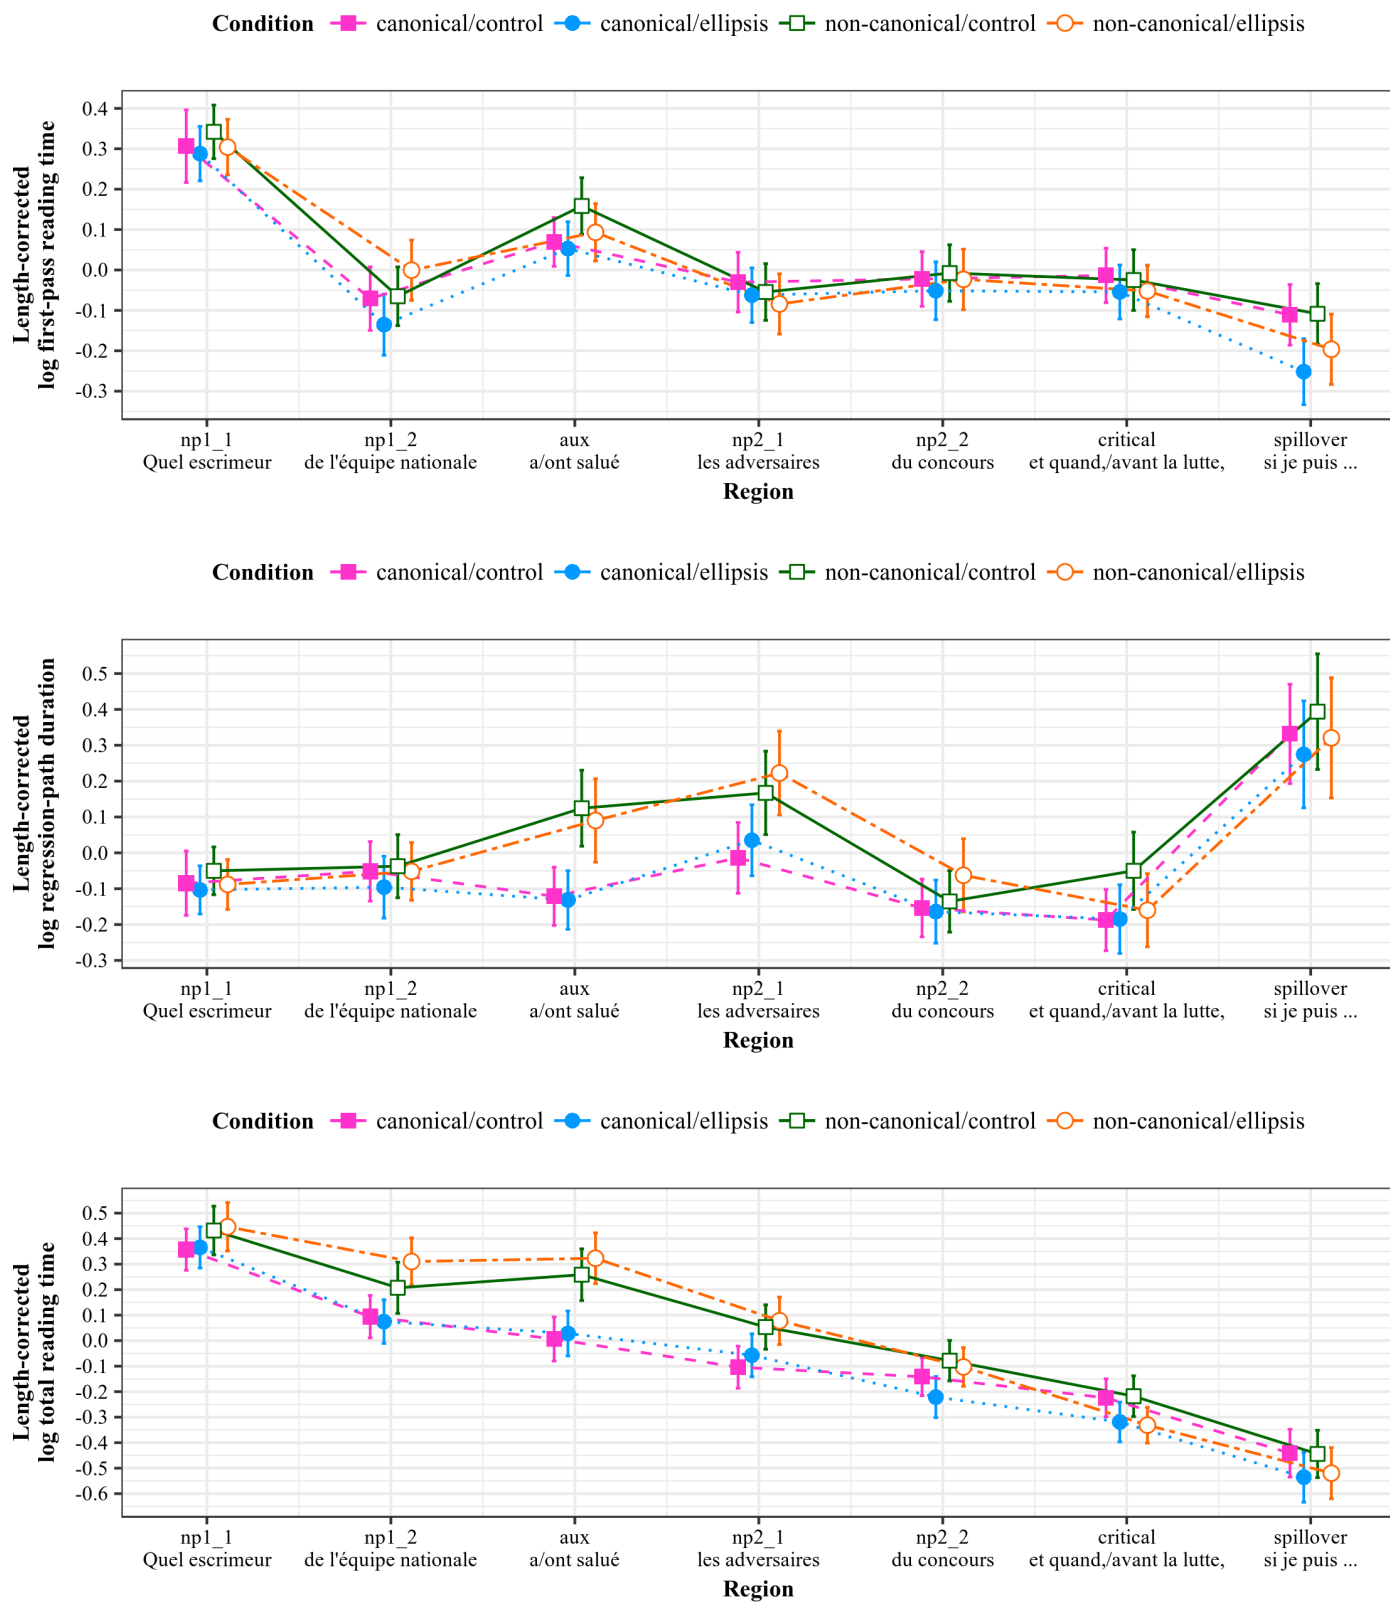 Condition canonical/control canonical/ellipsis non-canonical/control non-canonical/ellipsis
Length-corrected
log first-pass reading time
0.4
0.3
0.2
0.1
0.0
-0.1
-0.2
-0.3
np1_1 np1_2 aux np2_1 np2_2 critical spillover
Quel escrimeur de l'équipe nationale a/ont salué les adversaires du concours et quand,/avant la lutte, si je puis ...
Region
Condition canonical/control canonical/ellipsis non-canonical/control non-canonical/ellipsis
Length-corrected
log regression-path duration
0.5
0.4
0.3
0.2
0.1
0.0
-0.1
-0.2
-0.3
np1_1 np1_2 aux np2_1 np2_2 critical spillover
Quel escrimeur de l'équipe nationale a/ont salué les adversaires du concours et quand,/avant la lutte, si je puis ...
Region
Condition canonical/control canonical/ellipsis non-canonical/control non-canonical/ellipsis
Length-corrected
log total reading time
0.5
0.4
0.3
0.2
0.1
0.0
-0.1
-0.2
-0.3
-0.4
-0.5
-0.6
np1_1 np1_2 aux np2_1 np2_2 critical spillover
Quel escrimeur de l'équipe nationale a/ont salué les adversaires du concours et quand,/avant la lutte, si je puis ...
Region